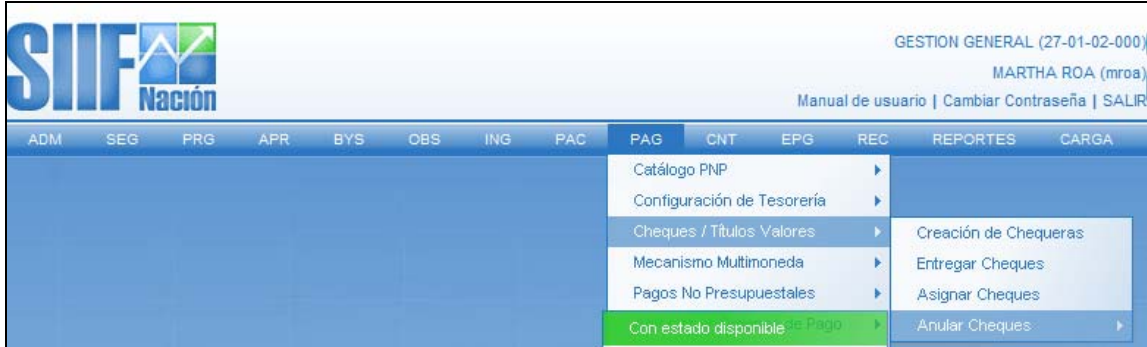 SIIF
Nación
GESTION GENERAL (27-01-02-000)
MARTHA ROA (mroa)
Manual de usuario | Cambiar Contraseña | SALIR
ADM SEG PRG APR BYS OBS ING PAC PAG CNT EPG REC REPORTES CARGA
Catálogo PNP
Configuración de Tesorería
Cheques / Títulos Valores
Creación de Chequeras
Mecanismo Multimoneda
Entregar Cheques
Pagos No Presupuestales
Asignar Cheques
Con estado disponible de Pago
Anular Cheques